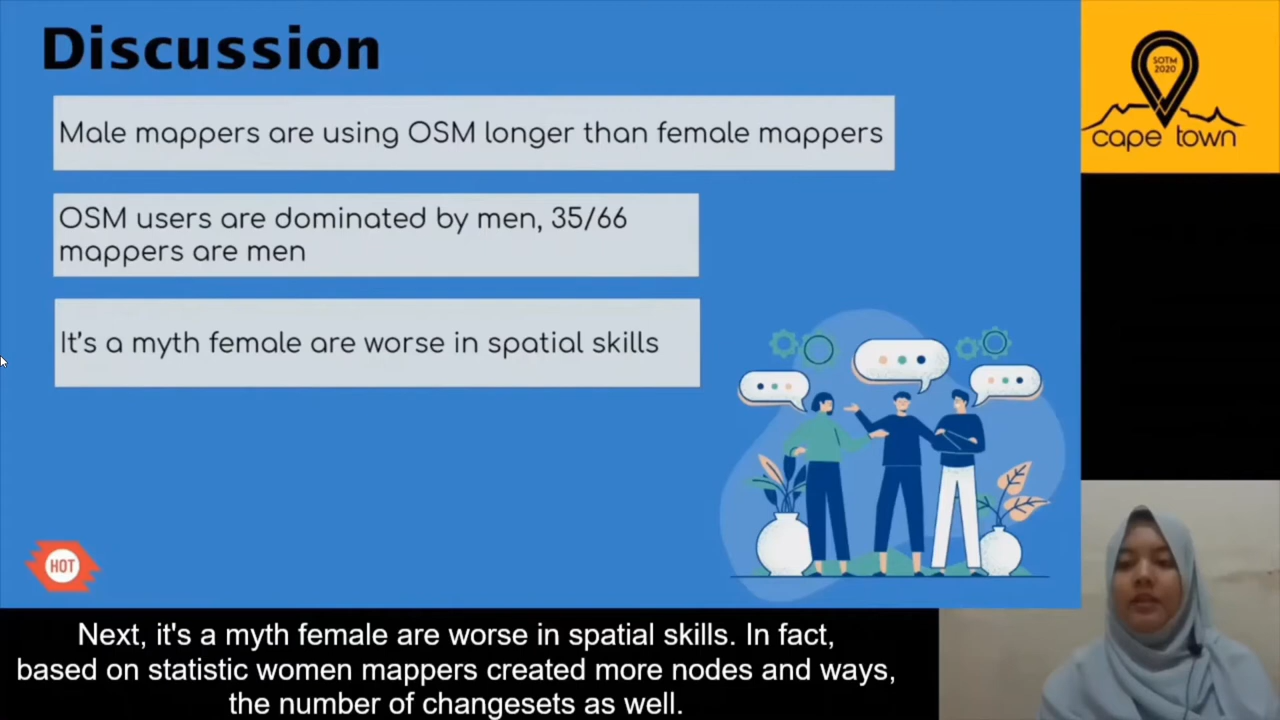 Discussion
Male mappers are using OSM longer than female mappers
OSM users are dominated by men, 35/66
mappers are men
It's a myth female are worse in spatial skills
HOT
SOTM
2020
cape town
Next, it's a myth female are worse in spatial skills. In fact,
based on statistic women mappers created more nodes and ways,
the number of changesets as well.